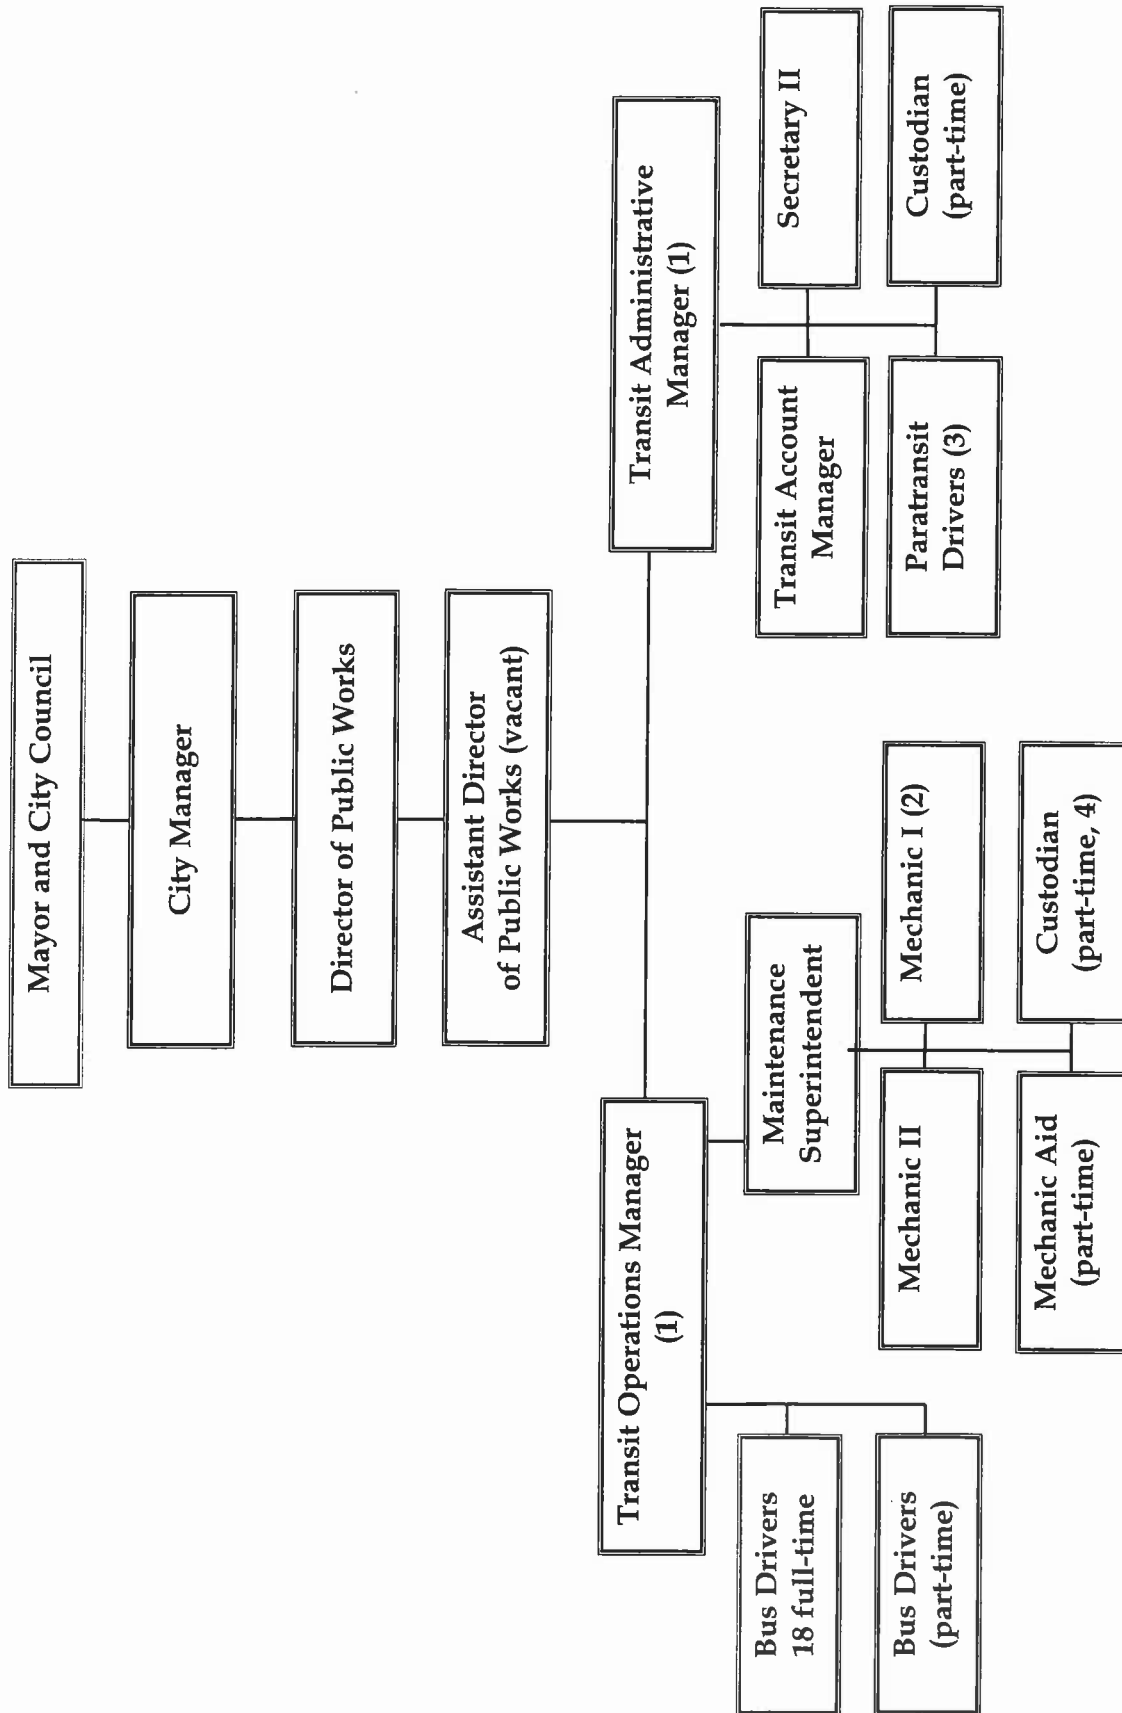 Mayor and City Council
City Manager
Director of Public Works
Assistant Director
of Public Works (vacant)
Transit Operations Manager
(1)
Transit Administrative
Manager (1)
Bus Drivers
18 full-time
Bus Drivers
(part-time)
Maintenance
Superintendent
Mechanic II
Mechanic I (2)
Mechanic Aid
(part-time)
Custodian
(part-time, 4)
Transit Account
Manager
Secretary II
Paratransit
Drivers (3)
Custodian
(part-time)